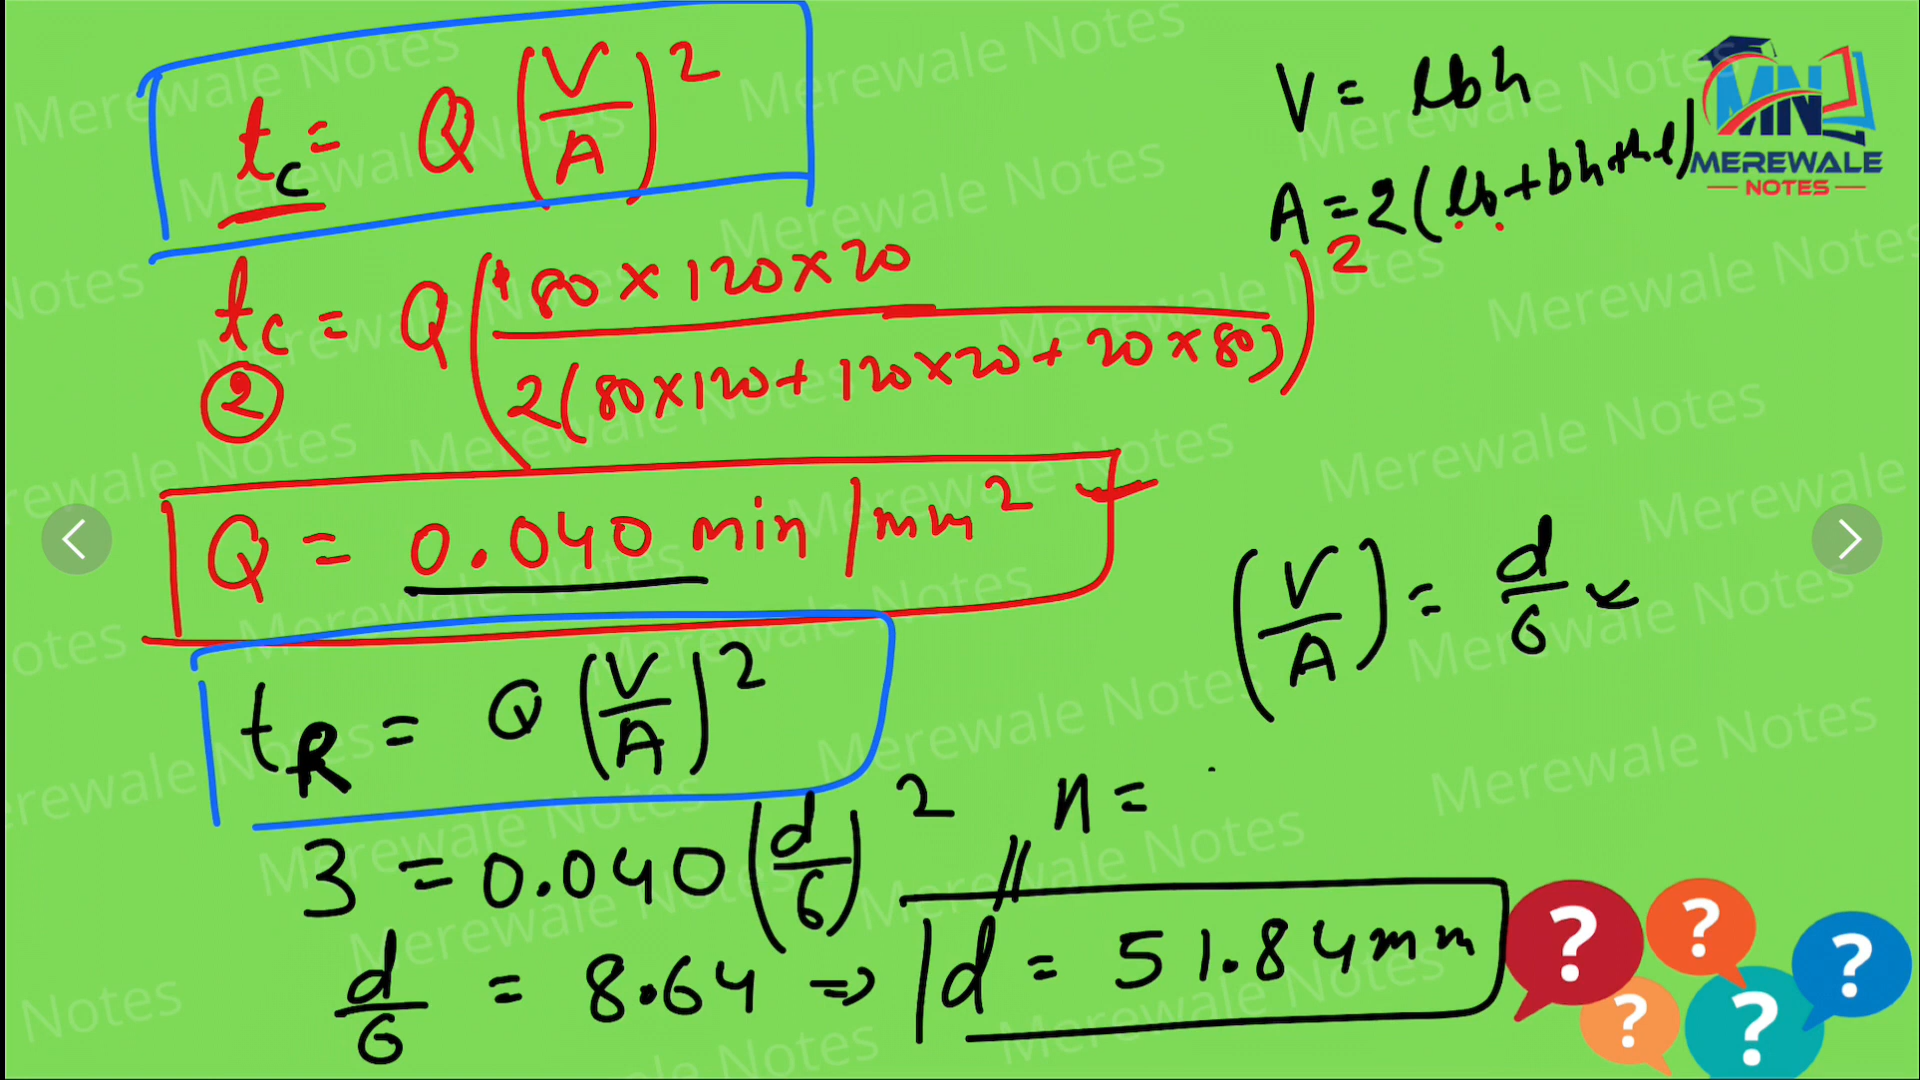 t_c = Q (V/A)^2
V = lbh
A = 2(lb+bh+hl)
MN
MEREWALE
NOTES
t_c = Q (80×120×20 / 2(80×120+120×20+20×80))^2
2
Q = 0.040 min/mm^2
(V/A) = d/6
t_R = Q (V/A)^2
n =
3 = 0.040 (d/6)^2
d/6 = 8.64 ⇒ d = 51.84mm
? ? ? ? ?
Merewale Notes